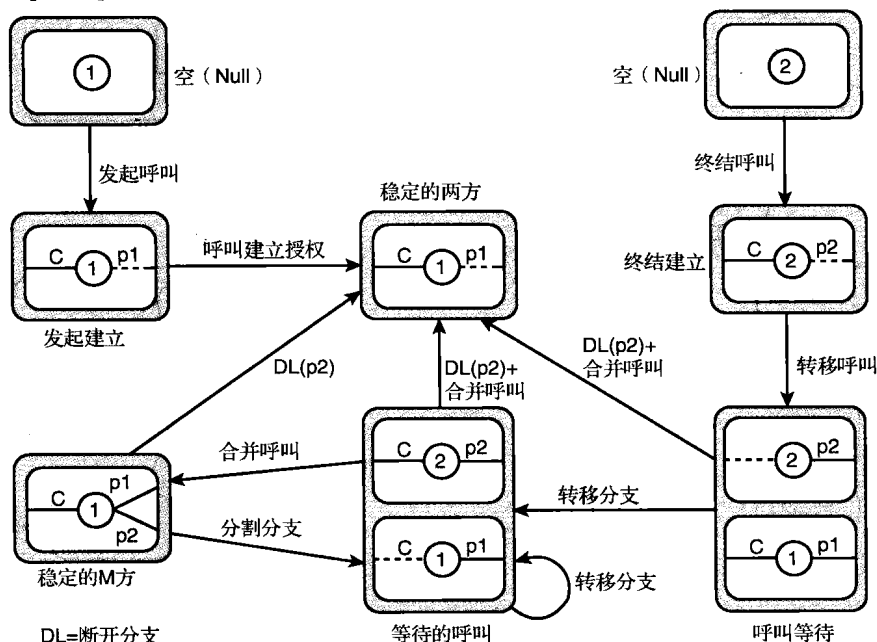 1
空（Null）
2
空（Null）
发起呼叫
终结呼叫
稳定的两方
C 1 p1
发起建立
呼叫建立授权
C 1 p1
C 2 p2
终结建立
DL(p2)
DL(p2)+
合并呼叫
DL(p2)+
合并呼叫
转移呼叫
C 1 p1
p2
稳定的M方
合并呼叫
分割分支
C 2 p2
C 1 p1
等待的呼叫
转移分支
转移分支
2 p2
C 1 p1
呼叫等待
DL=断开分支